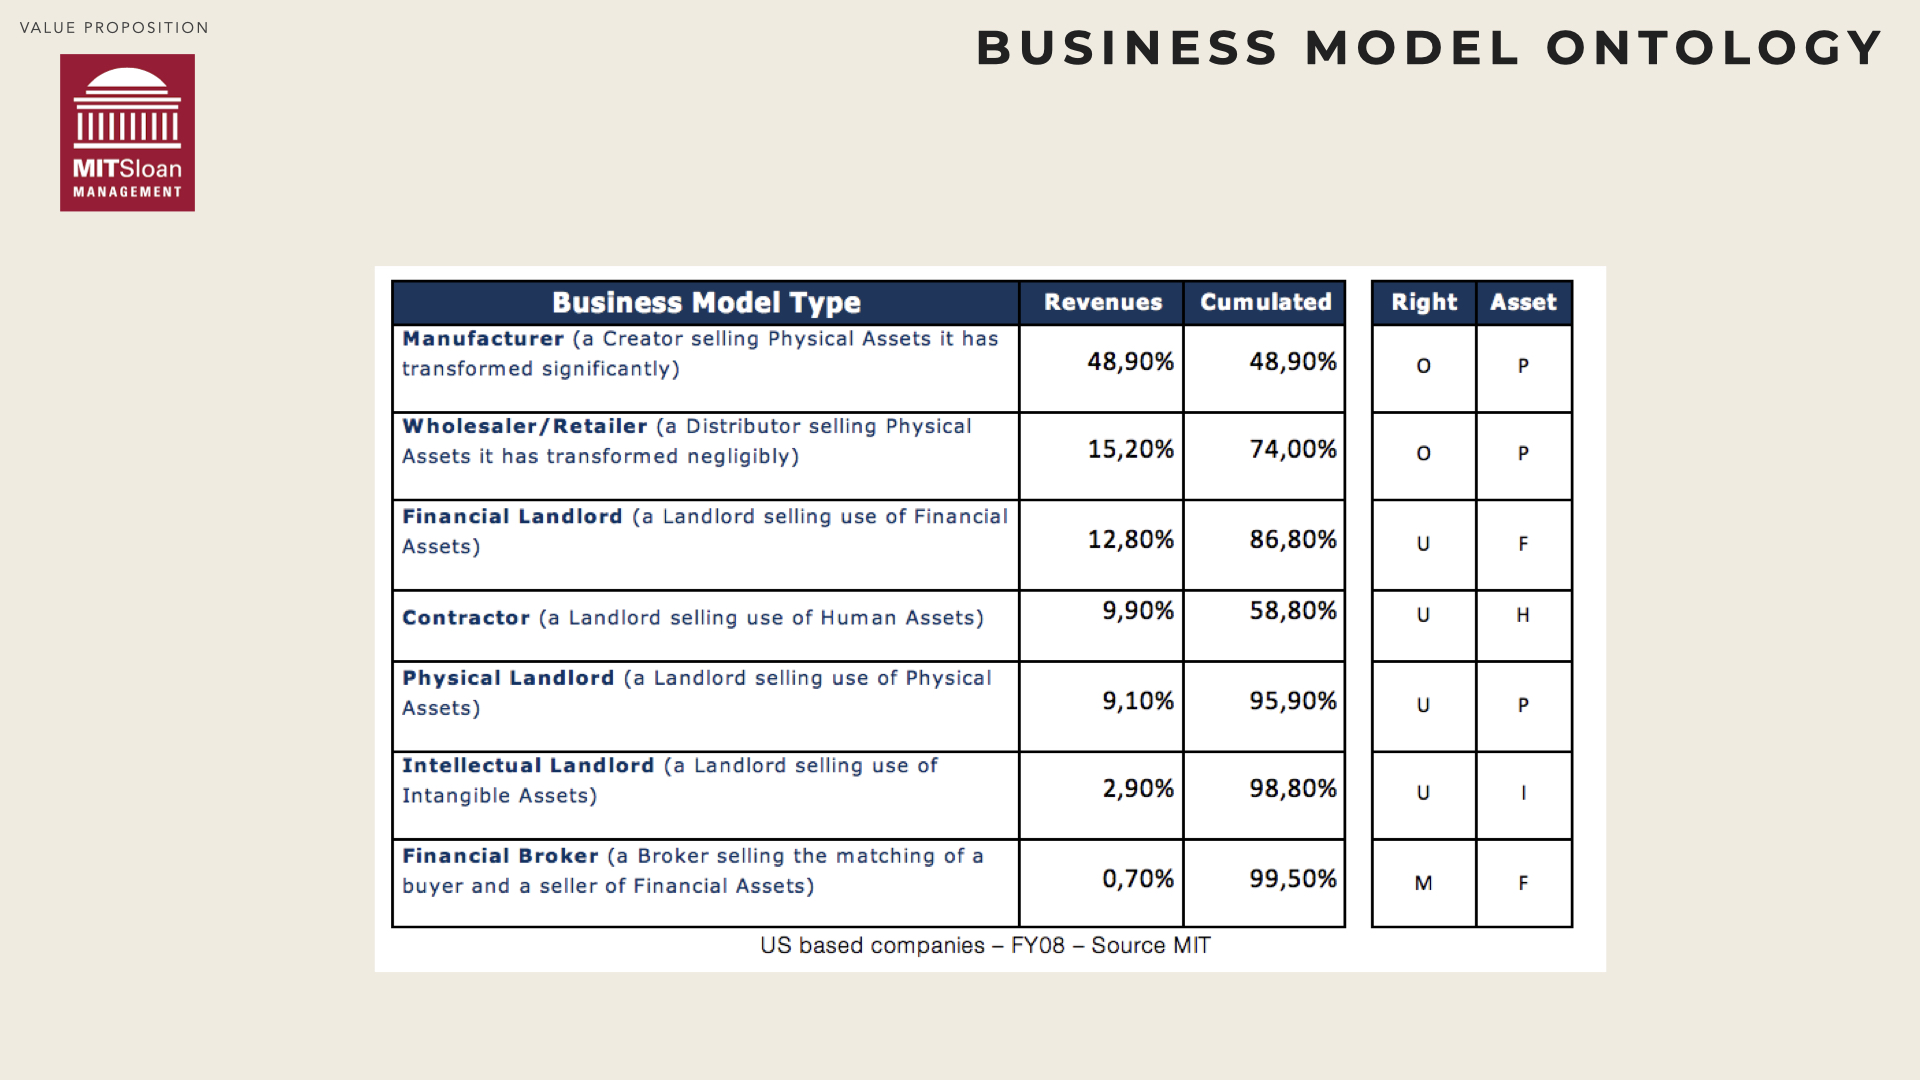 VALUE PROPOSITION
BUSINESS MODEL ONTOLOGY
MITSloan
MANAGEMENT
Business Model Type Revenues Cumulated Right Asset
Manufacturer (a Creator selling Physical Assets it has
transformed significantly)
48,90% 48,90% O P
Wholesaler/Retailer (a Distributor selling Physical
Assets it has transformed negligibly)
15,20% 74,00% O P
Financial Landlord (a Landlord selling use of Financial
Assets)
12,80% 86,80% U F
Contractor (a Landlord selling use of Human Assets) 9,90% 58,80% U H
Physical Landlord (a Landlord selling use of Physical
Assets)
9,10% 95,90% U P
Intellectual Landlord (a Landlord selling use of
Intangible Assets)
2,90% 98,80% U I
Financial Broker (a Broker selling the matching of a
buyer and a seller of Financial Assets)
0,70% 99,50% M F
US based companies – FY08 – Source MIT